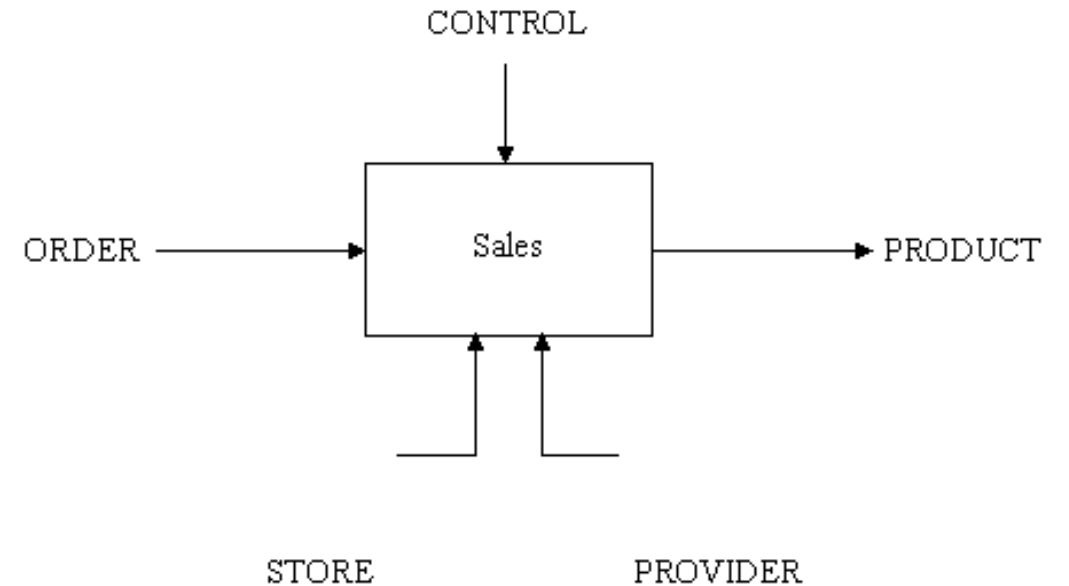 CONTROL
ORDER
Sales
PRODUCT
STORE
PROVIDER